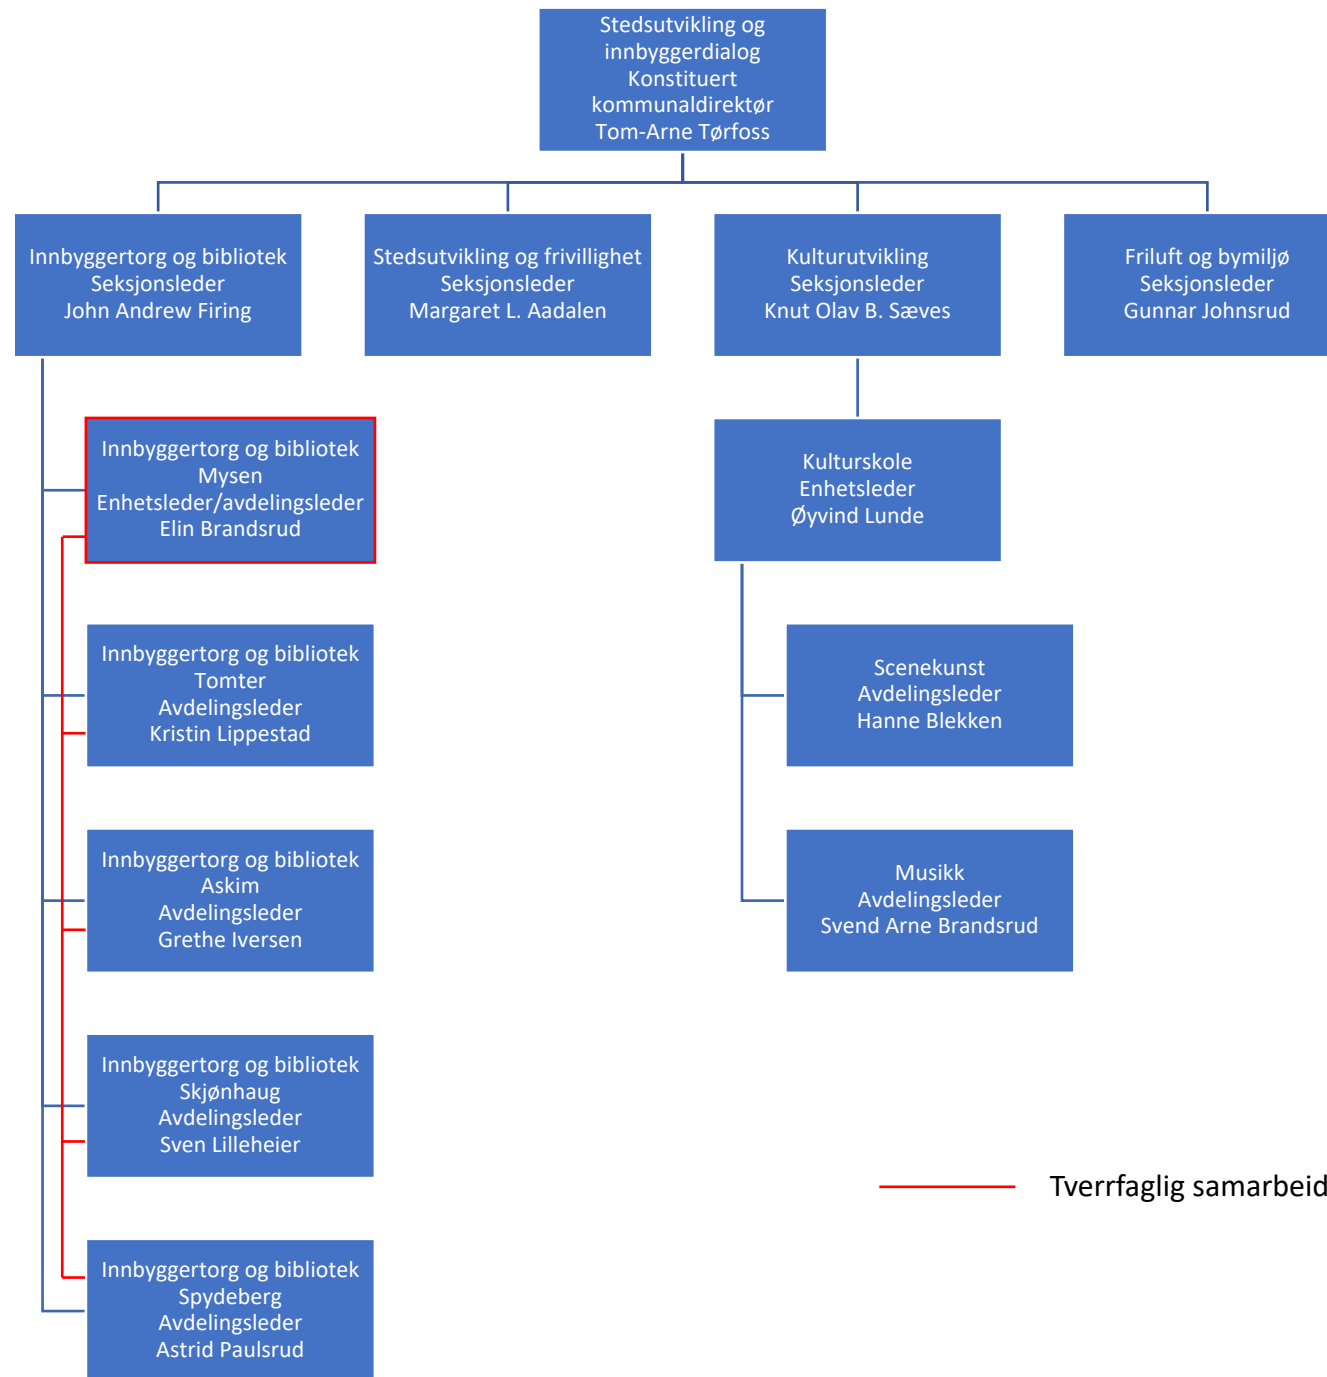 Stedsutvikling og
innbyggerdialog
Konstituert
kommunaldirektør
Tom-Arne Tørfoss
Innbyggertorg og bibliotek
Seksjonsleder
John Andrew Firing
Stedsutvikling og frivillighet
Seksjonsleder
Margaret L. Aadalen
Kulturutvikling
Seksjonsleder
Knut Olav B. Sæves
Friluft og bymiljø
Seksjonsleder
Gunnar Johnsrud
Innbyggertorg og bibliotek
Mysen
Enhetsleder/avdelingsleder
Elin Brandsrud
Kulturskole
Enhetsleder
Øyvind Lunde
Innbyggertorg og bibliotek
Tomter
Avdelingsleder
Kristin Lippestad
Scenekunst
Avdelingsleder
Hanne Blekken
Innbyggertorg og bibliotek
Askim
Avdelingsleder
Grethe Iversen
Musikk
Avdelingsleder
Svend Arne Brandsrud
Innbyggertorg og bibliotek
Skjønhaug
Avdelingsleder
Sven Lilleheier
Tverrfaglig samarbeid
Innbyggertorg og bibliotek
Spydeberg
Avdelingsleder
Astrid Paulsrud